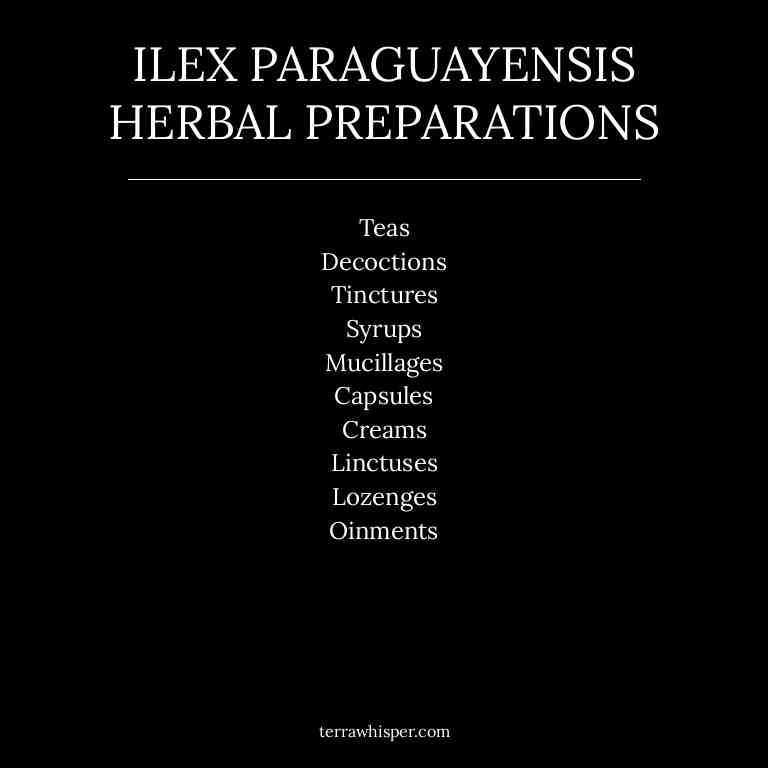 ILEX PARAGUAYENSIS
HERBAL PREPARATIONS
Teas
Decoctions
Tinctures
Syrups
Mucillages
Capsules
Creams
Linctuses
Lozenges
Oinments
terrawhisper.com